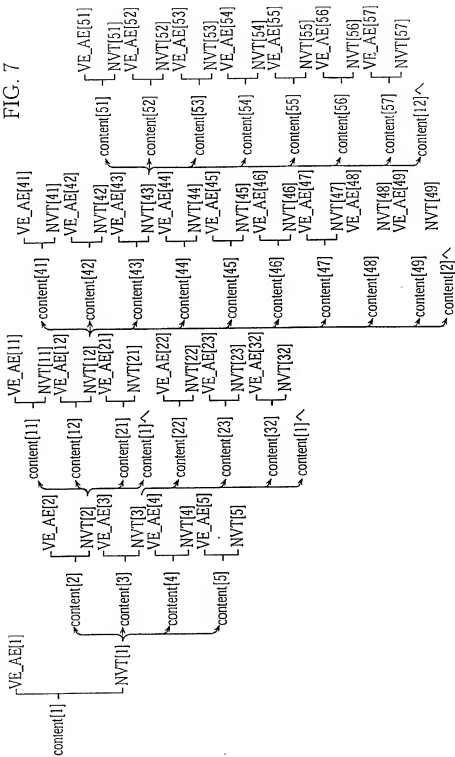 FIG. 7
content[1]
VE_AE[1]
NVT[1]
content[2]
content[3]
content[4]
content[5]
VE_AE[2]
NVT[2]
VE_AE[3]
NVT[3]
VE_AE[4]
NVT[4]
VE_AE[5]
NVT[5]
content[11]
content[12]
content[21]
content[1]^
content[22]
content[23]
content[32]
content[1]^
VE_AE[11]
NVT[11]
VE_AE[12]
NVT[12]
VE_AE[21]
NVT[21]
VE_AE[22]
NVT[22]
VE_AE[23]
NVT[23]
VE_AE[32]
NVT[32]
content[41]
content[42]
content[43]
content[44]
content[45]
content[46]
content[47]
content[48]
content[49]
content[2]^
VE_AE[41]
NVT[41]
VE_AE[42]
NVT[42]
VE_AE[43]
NVT[43]
VE_AE[44]
NVT[44]
VE_AE[45]
NVT[45]
VE_AE[46]
NVT[46]
VE_AE[47]
NVT[47]
VE_AE[48]
NVT[48]
VE_AE[49]
NVT[49]
content[51]
content[52]
content[53]
content[54]
content[55]
content[56]
content[57]
content[12]^
VE_AE[51]
NVT[51]
VE_AE[52]
NVT[52]
VE_AE[53]
NVT[53]
VE_AE[54]
NVT[54]
VE_AE[55]
NVT[55]
VE_AE[56]
NVT[56]
VE_AE[57]
NVT[57]